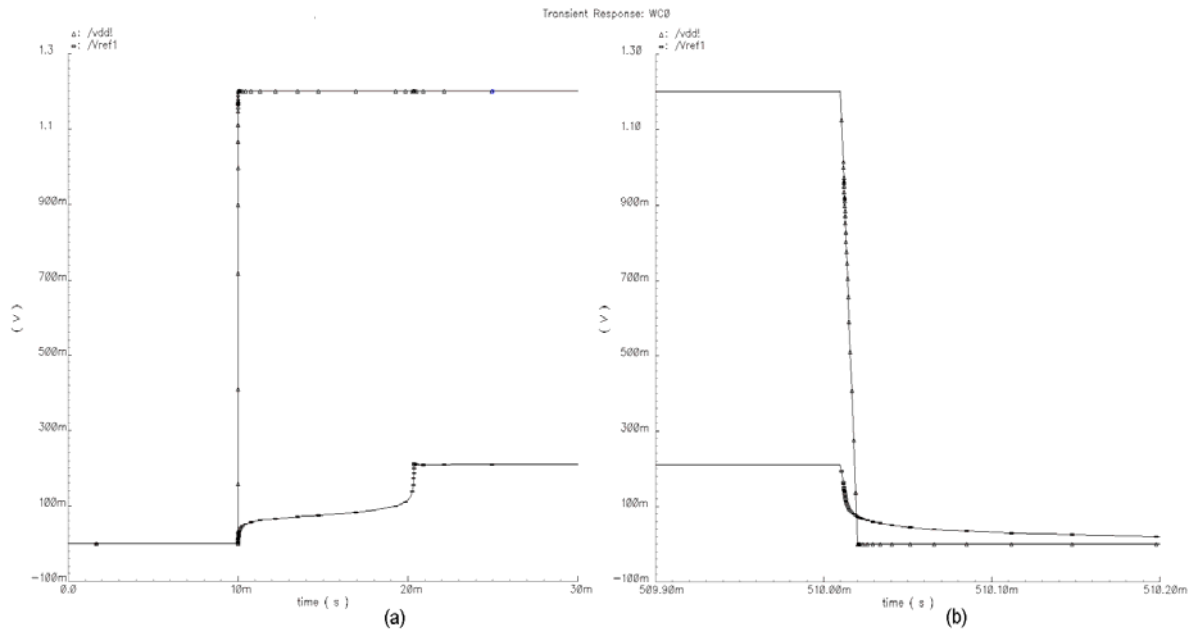 Transient Response: WC0
▵: /vdd!
▪: /Vref1
1.3
1.1
900m
700m
500m
300m
100m
-100m
( V )
0.0
10m
20m
30m
time ( s )
(a)
▵: /vdd!
▪: /Vref1
1.30
1.10
900m
700m
500m
300m
100m
-100m
( V )
509.90m
510.00m
510.10m
510.20m
time ( s )
(b)